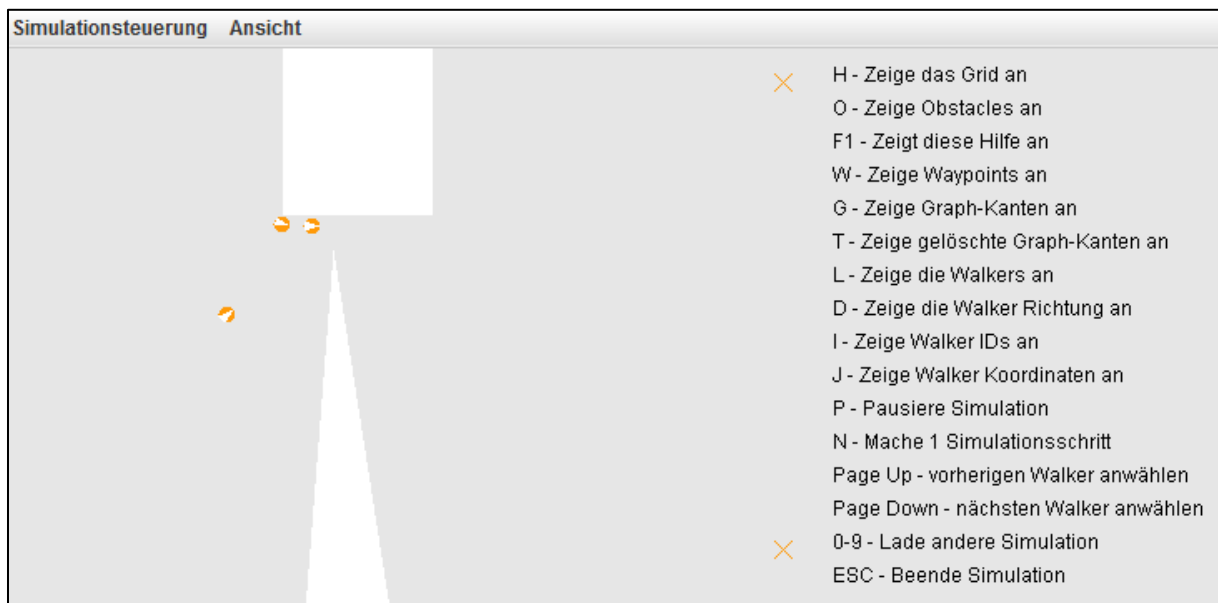 Simulationsteuerung Ansicht
H - Zeige das Grid an
O - Zeige Obstacles an
F1 - Zeigt diese Hilfe an
W - Zeige Waypoints an
G - Zeige Graph-Kanten an
T - Zeige gelöschte Graph-Kanten an
L - Zeige die Walkers an
D - Zeige die Walker Richtung an
I - Zeige Walker IDs an
J - Zeige Walker Koordinaten an
P - Pausiere Simulation
N - Mache 1 Simulationsschritt
Page Up - vorherigen Walker anwählen
Page Down - nächsten Walker anwählen
0-9 - Lade andere Simulation
ESC - Beende Simulation